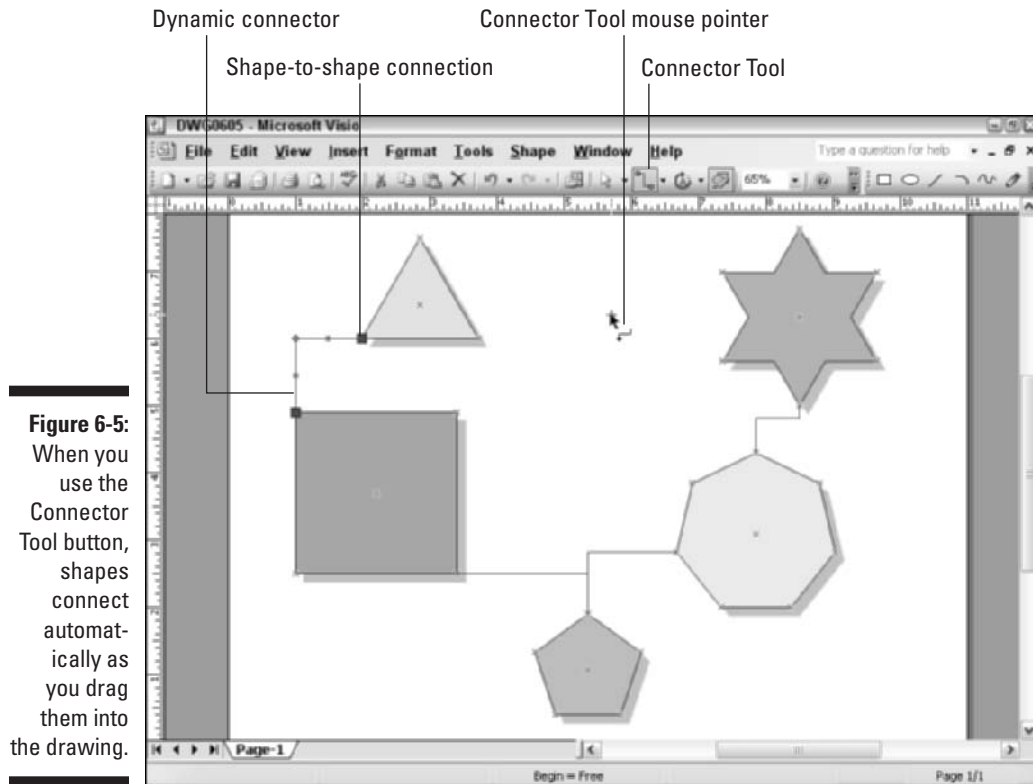 Dynamic connector
Connector Tool mouse pointer
Shape-to-shape connection
Connector Tool
DWG0605 - Microsoft Visio
File Edit View Insert Format Tools Shape Window Help
Type a question for help
65%
Figure 6-5:
When you
use the
Connector
Tool button,
shapes
connect
automat-
ically as
you drag
them into
the drawing.
Page-1
Begin = Free
Page 1/1